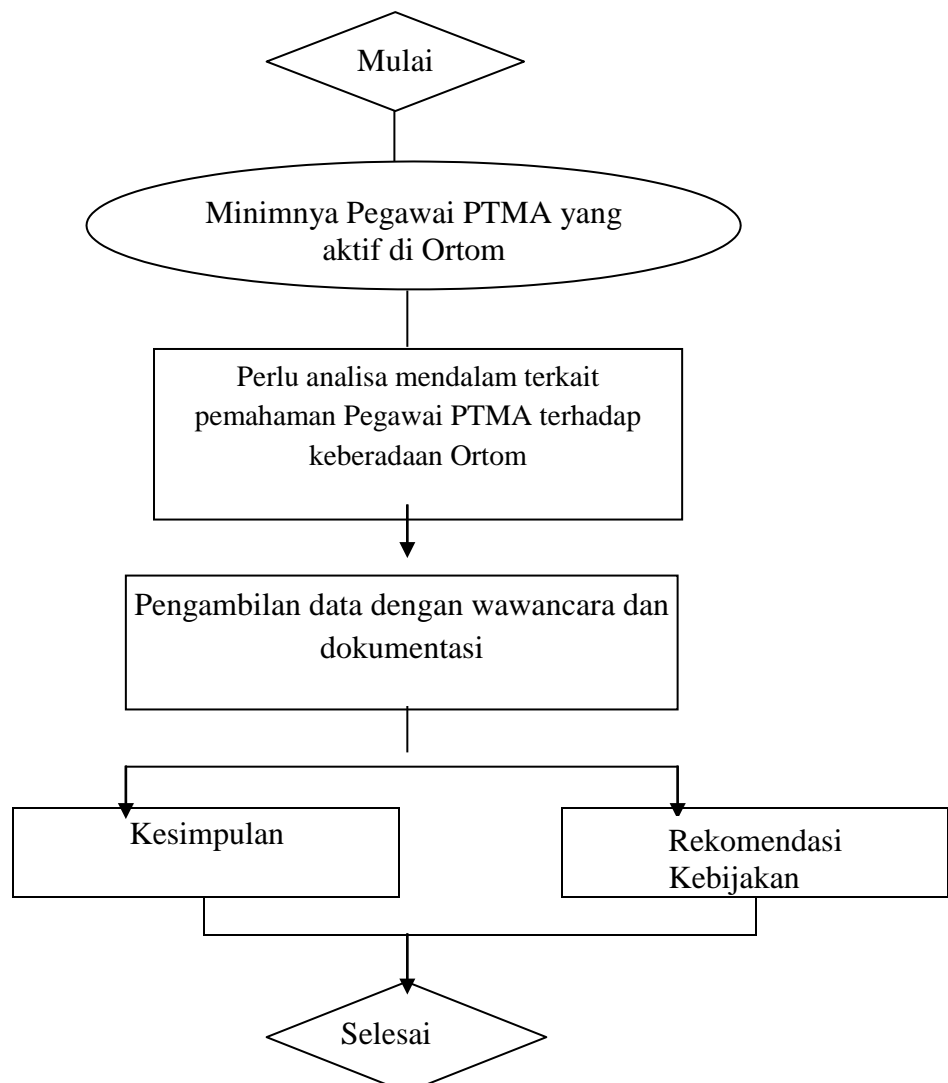 Mulai
Minimnya Pegawai PTMA yang
aktif di Ortom
Perlu analisa mendalam terkait
pemahaman Pegawai PTMA terhadap
keberadaan Ortom
Pengambilan data dengan wawancara dan
dokumentasi
Kesimpulan
Rekomendasi
Kebijakan
Selesai